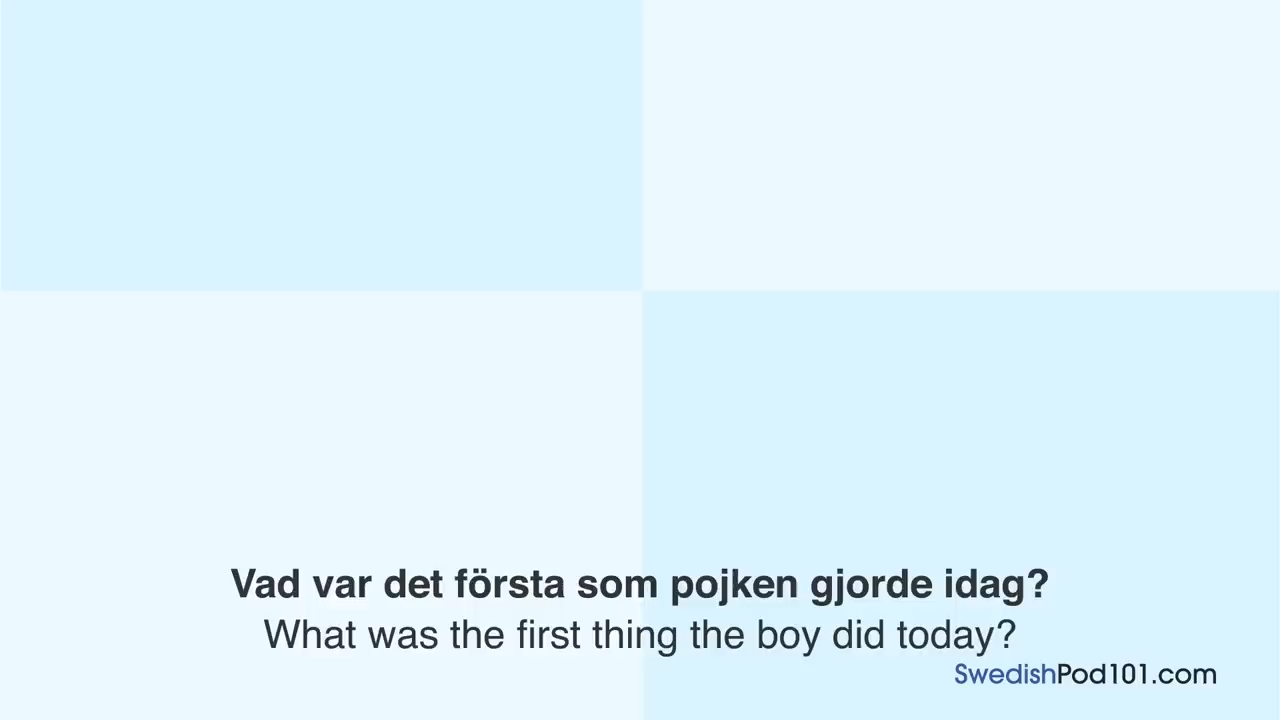 Vad var det första som pojken gjorde idag?
What was the first thing the boy did today?
SwedishPod101.com